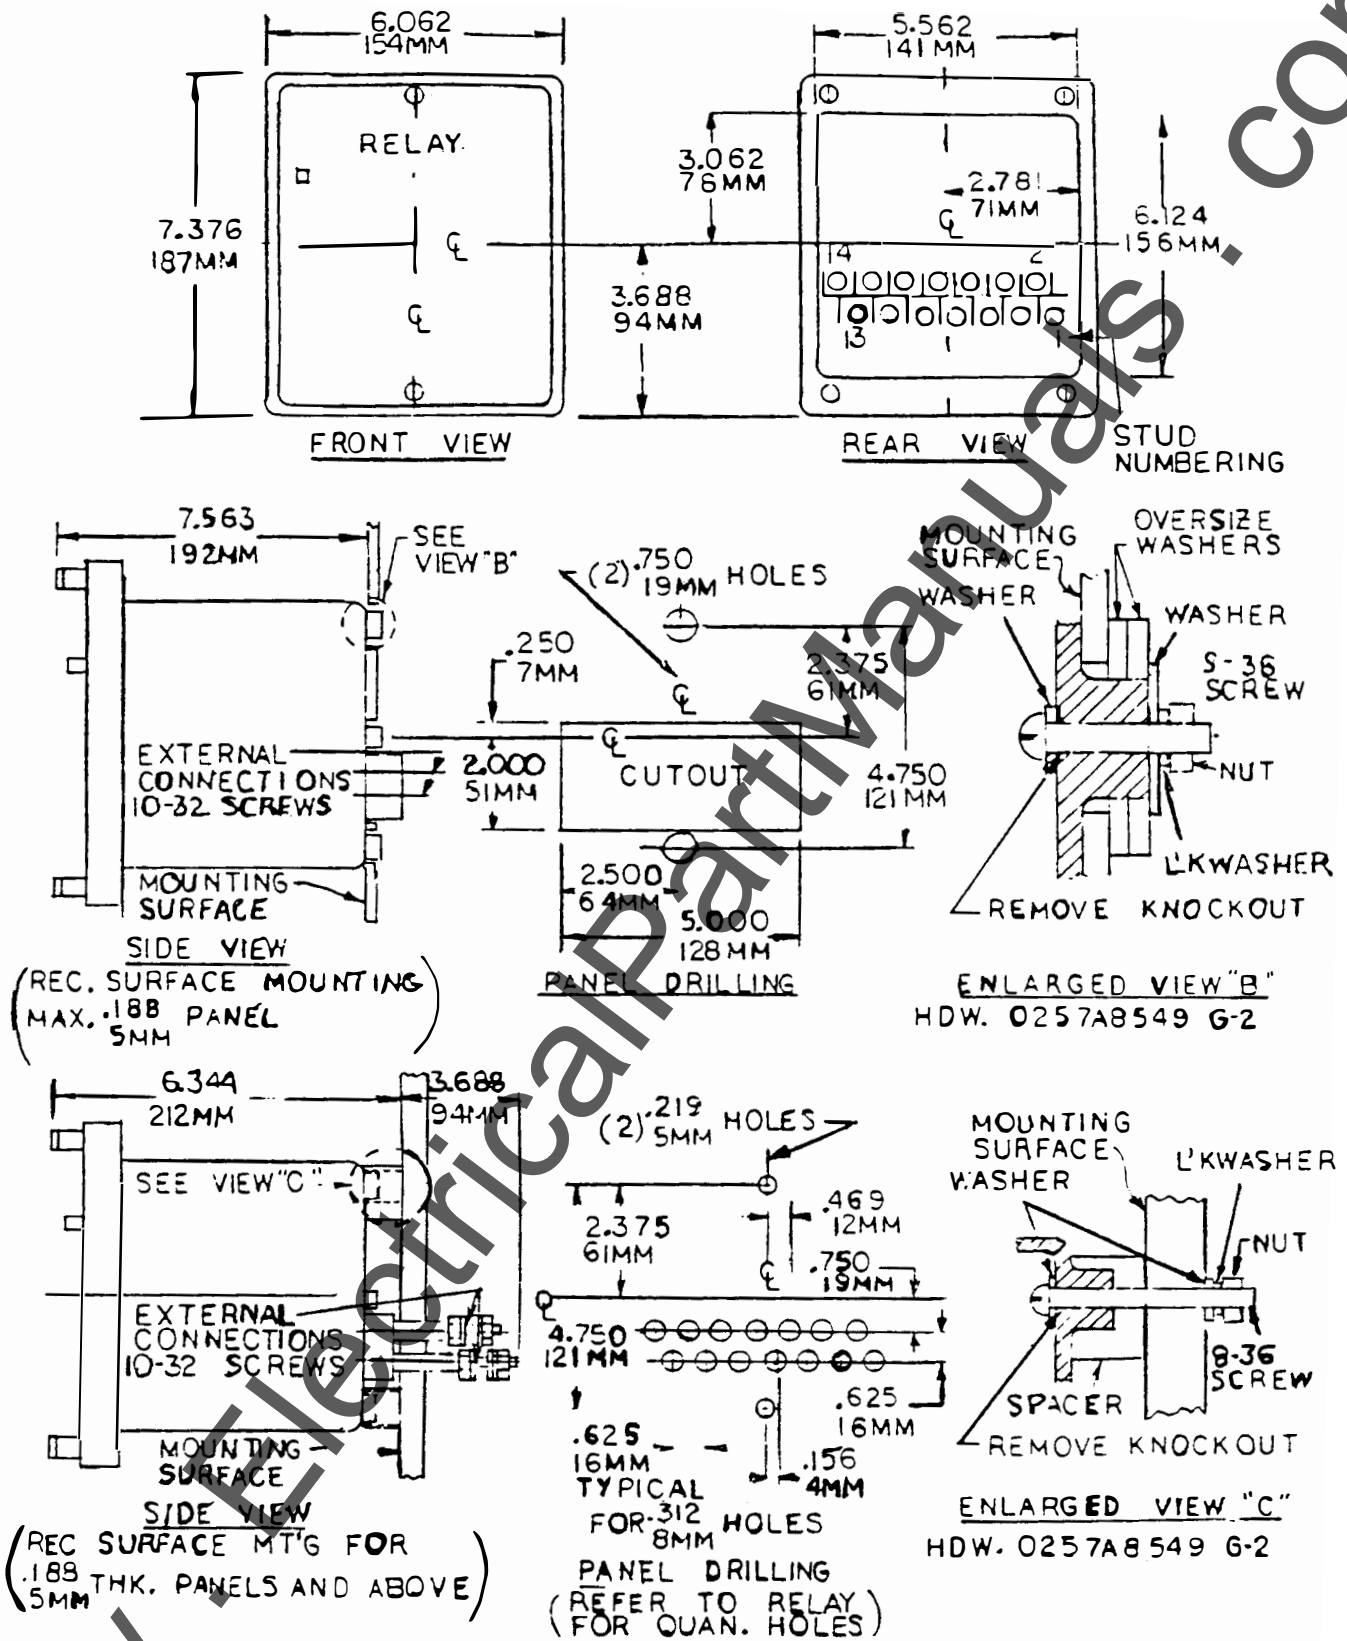 6.062
154MM
5.562
141MM
RELAY
7.376
187MM
3.062
78MM
2.781
71MM
6.124
156MM
3.688
94MM
14
2
13
1
FRONT VIEW
REAR VIEW
STUD
NUMBERING
7.563
192MM
SEE
VIEW "B"
(2) .750
19MM HOLES
.250
7MM
2.375
61MM
EXTERNAL
CONNECTIONS
10-32 SCREWS
2.000
51MM
CUTOUT
4.750
121MM
MOUNTING
SURFACE
2.500
64MM
5.000
128MM
SIDE VIEW
(REC. SURFACE MOUNTING
MAX. .188
5MM PANEL)
PANEL DRILLING
MOUNTING
SURFACE
WASHER
OVERSIZE
WASHERS
WASHER
S-36
SCREW
NUT
L'KWASHER
REMOVE KNOCKOUT
ENLARGED VIEW "B"
HDW. 0257A8549 G-2
6.344
212MM
3.688
94MM
SEE VIEW "C"
EXTERNAL
CONNECTIONS
10-32 SCREWS
MOUNTING
SURFACE
SIDE VIEW
(REC SURFACE MT'G FOR
.188
5MM THK. PANELS AND ABOVE)
(2) .219
5MM HOLES
2.375
61MM
.469
12MM
.750
19MM
4.750
121MM
.625
16MM
.625
16MM
TYPICAL
FOR .312
8MM HOLES
.156
4MM
PANEL DRILLING
(REFER TO RELAY
FOR QUAN. HOLES)
MOUNTING
SURFACE
WASHER
L'KWASHER
NUT
8-36
SCREW
SPACER
REMOVE KNOCKOUT
ENLARGED VIEW "C"
HDW. 0257A8549 G-2
. ElectricalPartManuals . co